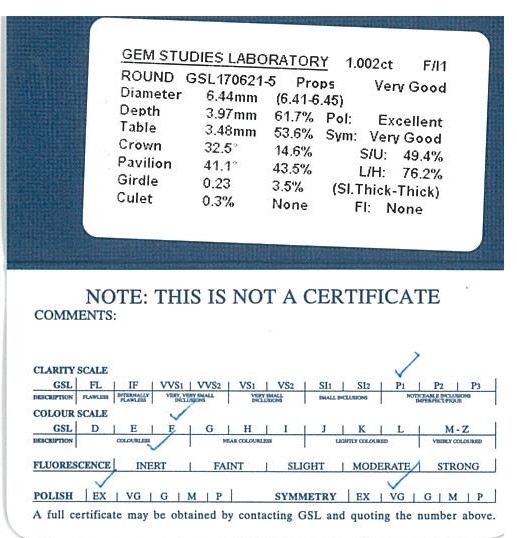 GEM STUDIES LABORATORY 1.002ct F/I1
ROUND GSL170621-5 Props Very Good
Diameter 6.44mm (6.41-6.45)
Depth 3.97mm 61.7% Pol: Excellent
Table 3.48mm 53.6% Sym: Very Good
Crown 32.5° 14.6% S/U: 49.4%
Pavilion 41.1° 43.5% L/H: 76.2%
Girdle 0.23 3.5% (Sl.Thick-Thick)
Culet 0.3% None Fl: None
NOTE: THIS IS NOT A CERTIFICATE
COMMENTS:
CLARITY SCALE
GSL | FL | IF | VVS1 | VVS2 | VS1 | VS2 | SI1 | SI2 | P1 | P2 | P3
DESCRIPTION FLAWLESS INTERNALLY FLAWLESS VERY, VERY SMALL INCLUSIONS VERY SMALL INCLUSIONS SMALL INCLUSIONS NOTICEABLE INCLUSIONS IMPERFECT/PIQUE
COLOUR SCALE
GSL | D | E | F | G | H | I | J | K | L | M - Z
DESCRIPTION COLOURLESS NEAR COLOURLESS LIGHTLY COLOURED VISIBLY COLOURED
FLUORESCENCE | INERT | FAINT | SLIGHT | MODERATE | STRONG
POLISH | EX | VG | G | M | P | SYMMETRY | EX | VG | G | M | P |
A full certificate may be obtained by contacting GSL and quoting the number above.